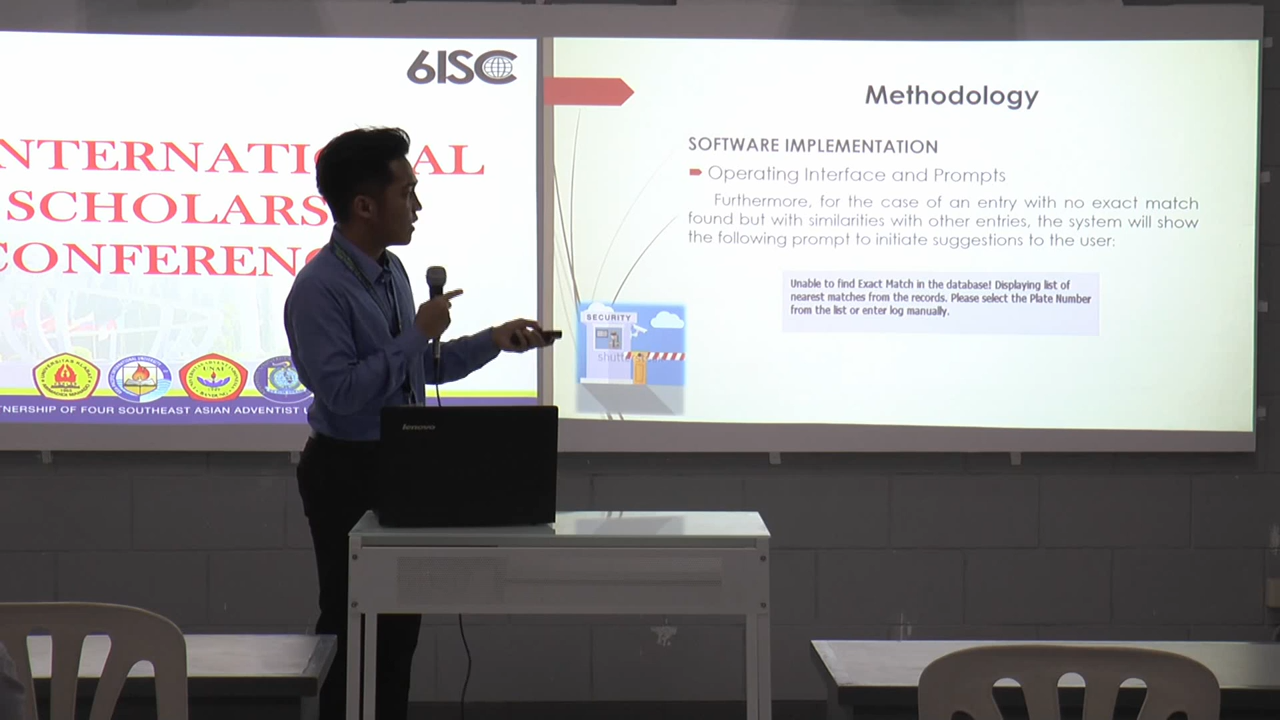 6ISC
INTERNATIONAL
SCHOLARS
CONFERENC
PARTNERSHIP OF FOUR SOUTHEAST ASIAN ADVENTIST
Methodology
SOFTWARE IMPLEMENTATION
Operating Interface and Prompts
Furthermore, for the case of an entry with no exact match
found but with similarities with other entries, the system will show
the following prompt to initiate suggestions to the user:
Unable to find Exact Match in the database! Displaying list of
nearest matches from the records. Please select the Plate Number
from the list or enter log manually.
SECURITY
lenovo